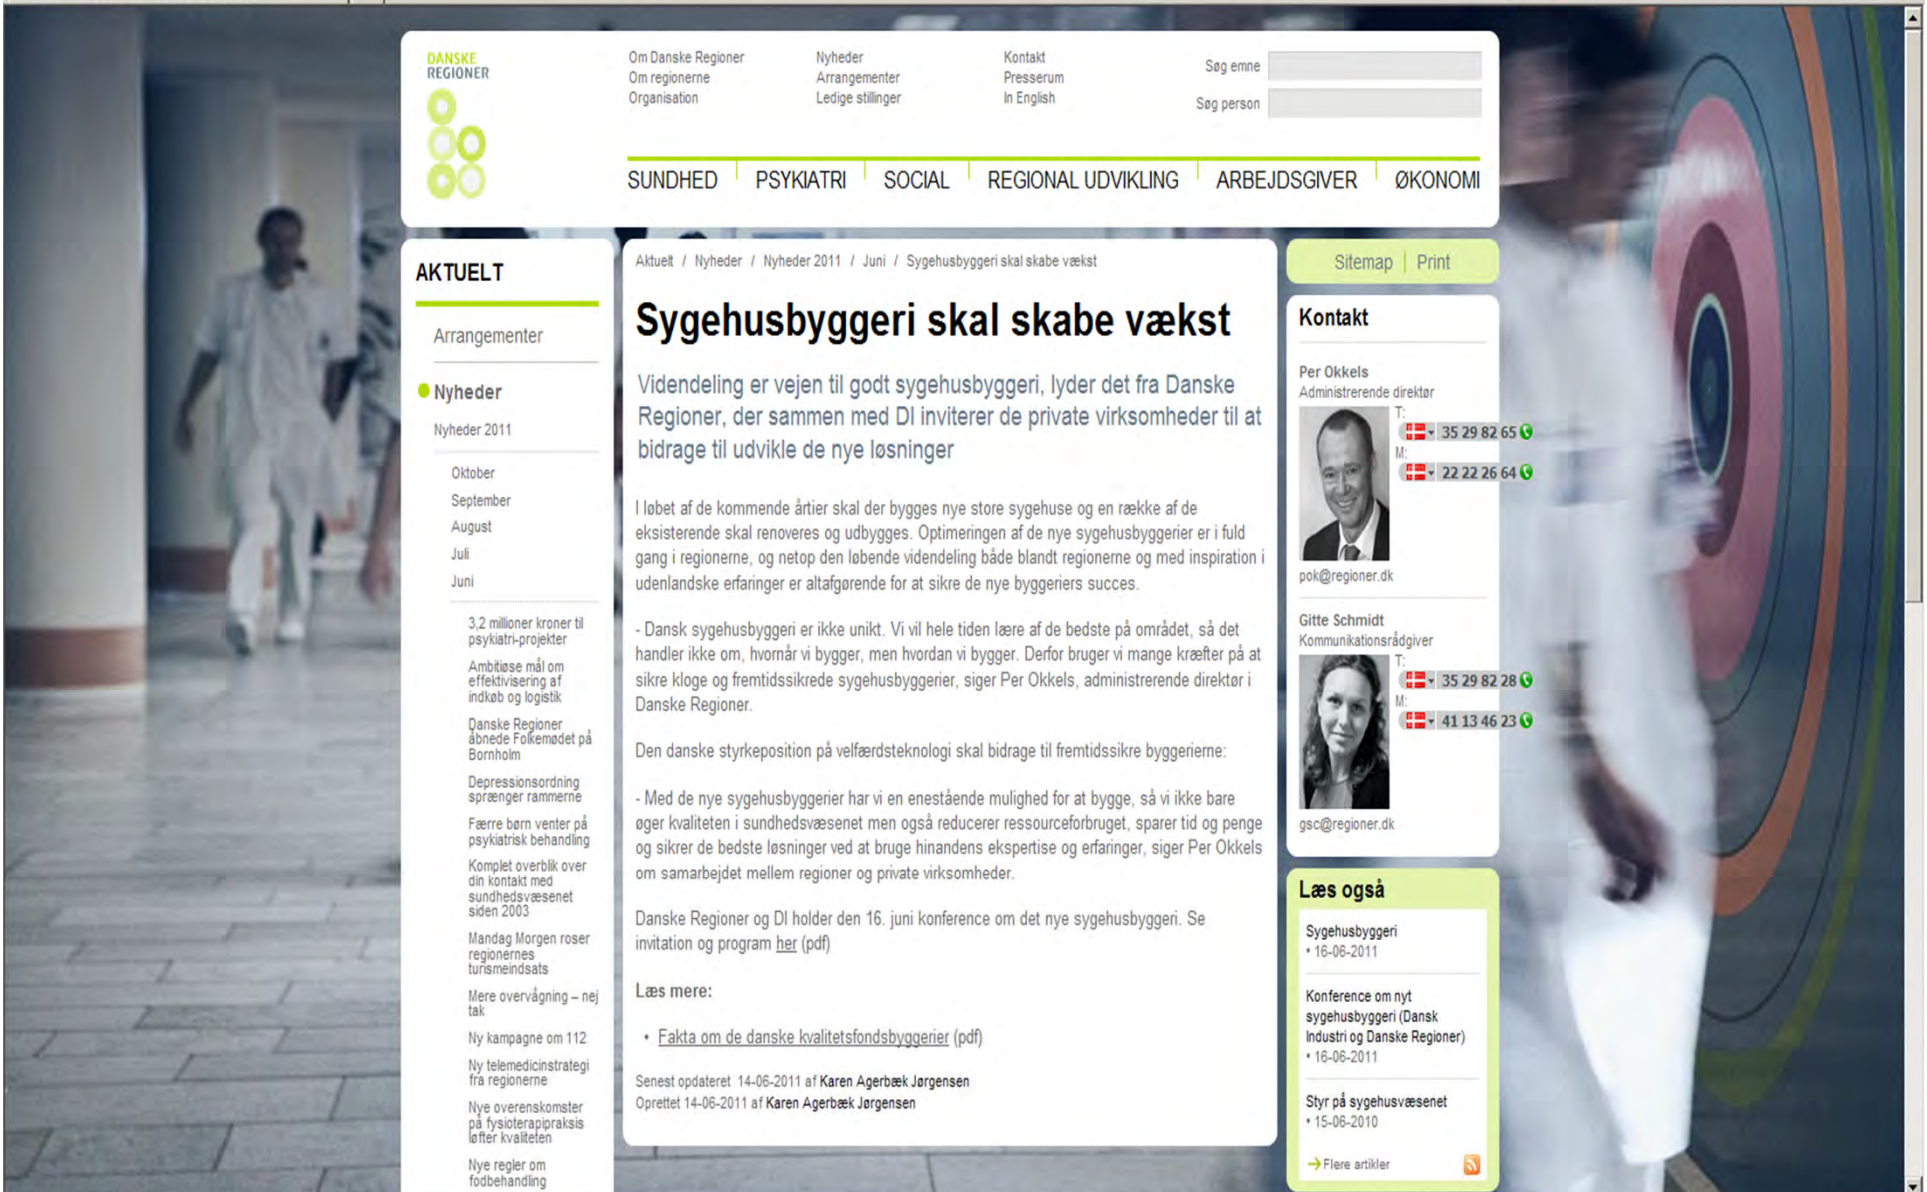 DANSKE
REGIONER
Om Danske Regioner
Om regionerne
Organisation
Nyheder
Arrangementer
Ledige stillinger
Kontakt
Presserum
In English
Søg emne
Søg person
SUNDHED
PSYKIATRI
SOCIAL
REGIONAL UDVIKLING
ARBEJDSGIVER
ØKONOMI
AKTUELT
Arrangementer
Nyheder
Nyheder 2011
Oktober
September
August
Juli
Juni
3,2 millioner kroner til
psykiatri-projekter
Ambitiøse mål om
effektivisering af
indkøb og logistik
Danske Regioner
åbnede Folkemødet på
Bornholm
Depressionsordning
sprænger rammerne
Færre børn venter på
psykiatrisk behandling
Komplet overblik over
din kontakt med
sundhedsvæsenet
siden 2003
Mandag Morgen roser
regionernes
turismeindsats
Mere overvågning – nej
tak
Ny kampagne om 112
Ny telemedicinstrategi
fra regionerne
Nye overenskomster
på fysioterapipraksis
løfter kvaliteten
Nye regler om
fodbehandling
Aktuelt / Nyheder / Nyheder 2011 / Juni / Sygehusbyggeri skal skabe vækst
Sygehusbyggeri skal skabe vækst
Videndeling er vejen til godt sygehusbyggeri, lyder det fra Danske
Regioner, der sammen med DI inviterer de private virksomheder til at
bidrage til udvikle de nye løsninger
I løbet af de kommende årtier skal der bygges nye store sygehuse og en række af de
eksisterende skal renoveres og udbygges. Optimeringen af de nye sygehusbyggerier er i fuld
gang i regionerne, og netop den løbende videndeling både blandt regionerne og med inspiration i
udenlandske erfaringer er altafgørende for at sikre de nye byggeriers succes.
- Dansk sygehusbyggeri er ikke unikt. Vi vil hele tiden lære af de bedste på området, så det
handler ikke om, hvornår vi bygger, men hvordan vi bygger. Derfor bruger vi mange kræfter på at
sikre kloge og fremtidssikrede sygehusbyggerier, siger Per Okkels, administrerende direktør i
Danske Regioner.
Den danske styrkeposition på velfærdsteknologi skal bidrage til fremtidssikre byggerierne:
- Med de nye sygehusbyggerier har vi en enestående mulighed for at bygge, så vi ikke bare
øger kvaliteten i sundhedsvæsenet men også reducerer ressourceforbruget, sparer tid og penge
og sikrer de bedste løsninger ved at bruge hinandens ekspertise og erfaringer, siger Per Okkels
om samarbejdet mellem regioner og private virksomheder.
Danske Regioner og DI holder den 16. juni konference om det nye sygehusbyggeri. Se
invitation og program her (pdf)
Læs mere:
• Fakta om de danske kvalitetsfondsbyggerier (pdf)
Senest opdateret 14-06-2011 af Karen Agerbæk Jørgensen
Oprettet 14-06-2011 af Karen Agerbæk Jørgensen
Sitemap | Print
Kontakt
Per Okkels
Administrerende direktør
T:
35 29 82 65
M:
22 22 26 64
pok@regioner.dk
Gitte Schmidt
Kommunikationsrådgiver
T:
35 29 82 28
M:
41 13 46 23
gsc@regioner.dk
Læs også
Sygehusbyggeri
• 16-06-2011
Konference om nyt
sygehusbyggeri (Dansk
Industri og Danske Regioner)
• 16-06-2011
Styr på sygehusvæsenet
• 15-06-2010
Flere artikler